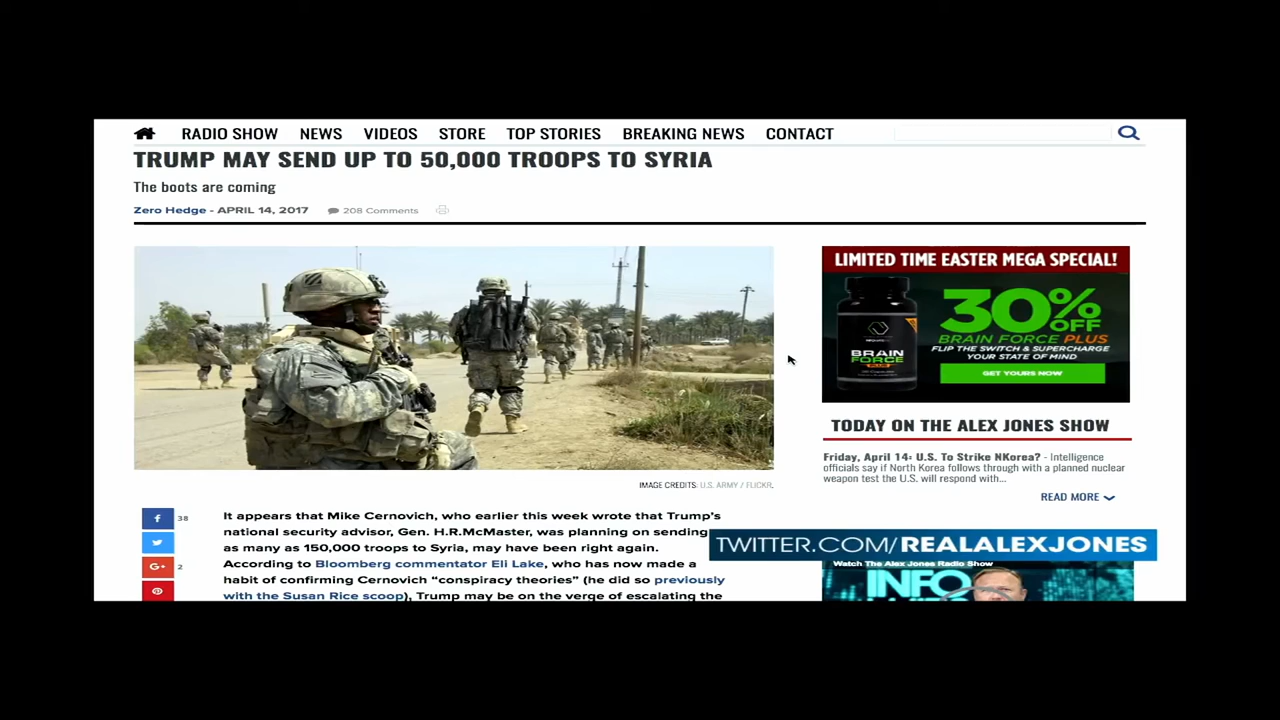 RADIO SHOW NEWS VIDEOS STORE TOP STORIES BREAKING NEWS CONTACT
TRUMP MAY SEND UP TO 50,000 TROOPS TO SYRIA
The boots are coming
Zero Hedge - APRIL 14, 2017 208 Comments
IMAGE CREDITS: U.S. ARMY / FLICKR.
38
2
It appears that Mike Cernovich, who earlier this week wrote that Trump's
national security advisor, Gen. H.R.McMaster, was planning on sending
as many as 150,000 troops to Syria, may have been right again.
According to Bloomberg commentator Eli Lake, who has now made a
habit of confirming Cernovich “conspiracy theories” (he did so previously
with the Susan Rice scoop), Trump may be on the verge of escalating the
LIMITED TIME EASTER MEGA SPECIAL!
BRAIN
FORCE
PLUS
30% OFF
BRAIN FORCE PLUS
FLIP THE SWITCH & SUPERCHARGE
YOUR STATE OF MIND
GET YOURS NOW
TODAY ON THE ALEX JONES SHOW
Friday, April 14: U.S. To Strike NKorea? - Intelligence
officials say if North Korea follows through with a planned nuclear
weapon test the U.S. will respond with...
READ MORE
TWITTER.COM/REALALEXJONES
Watch The Alex Jones Radio Show
INFO